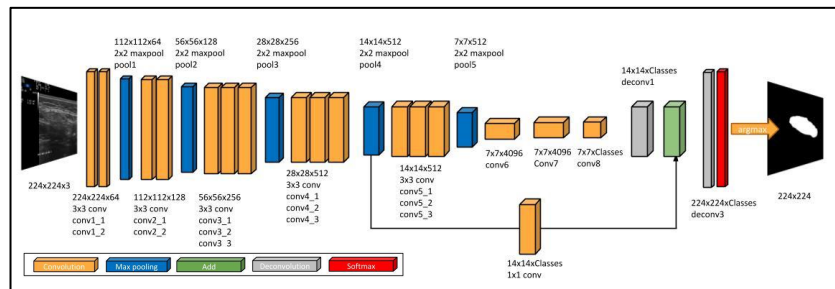 112x112x64
2x2 maxpool
pool1
56x56x128
2x2 maxpool
pool2
28x28x256
2x2 maxpool
pool3
14x14x512
2x2 maxpool
pool4
7x7x512
2x2 maxpool
pool5
14x14xClasses
deconv1
argmax
224x224x3
224x224x64
3x3 conv
conv1_1
conv1_2
112x112x128
3x3 conv
conv2_1
conv2_2
56x56x256
3x3 conv
conv3_1
conv3_2
conv3_3
28x28x512
3x3 conv
conv4_1
conv4_2
conv4_3
14x14x512
3x3 conv
conv5_1
conv5_2
conv5_3
7x7x4096
conv6
7x7x4096
Conv7
7x7xClasses
conv8
224x224xClasses
deconv3
224x224
14x14xClasses
1x1 conv
Convolution
Max pooling
Add
Deconvolution
Softmax